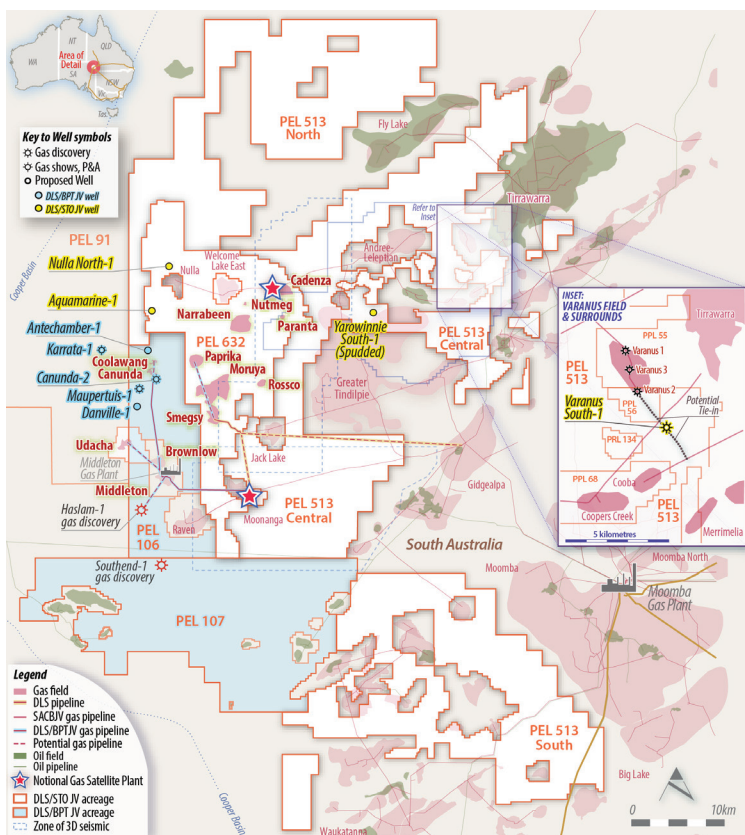 WA
NT
QLD
SA
NSW
Vic
Tas
Area of
Detail
Key to Well symbols
Gas discovery
Gas shows, P&A
Proposed Well
DLS/BPT JV well
DLS/STO JV well
PEL 513
North
Fly Lake
Tirrawarra
Refer to
Inset
PEL 91
Cooper Basin
Nulla North-1
Nulla
Welcome
Lake East
Andree-
Leleptian
Cadenza
Nutmeg
Aquamarine-1
Narrabeen
Paranta
Yarowinnie
South-1
(Spudded)
PEL 513
Central
Antechamber-1
Karrata-1
Coolawang
Canunda
PEL 632
Paprika
Moruya
Rossco
Canunda-2
Maupertuis-1
Danville-1
Greater
Tindilpie
Smegsy
Udacha
Brownlow
Jack Lake
Middleton
Gas Plant
Middleton
Gidgealpa
PEL 513
Central
Moonanga
Haslam-1
gas discovery
PEL
106
Raven
South Australia
Southend-1
gas discovery
Moomba
Moomba North
Moomba
Gas Plant
PEL 107
PEL 513
South
Big Lake
Waukatanna
Cooper Basin
INSET:
VARANUS FIELD
& SURROUNDS
Tirrawarra
PPL 55
Varanus 1
PEL
513
Varanus 3
Varanus 2
Varanus
South-1
PPL
56
Potential
Tie-in
PRL 134
PPL 68
Cooba
Coopers Creek
PEL
513
Merrimelia
5 kilometres
Legend
Gas field
DLS pipeline
SACBJV gas pipeline
DLS/BPTJV gas pipeline
Potential gas pipeline
Oil field
Oil pipeline
Notional Gas Satellite Plant
DLS/STO JV acreage
DLS/BPT JV acreage
Zone of 3D seismic
0 10km